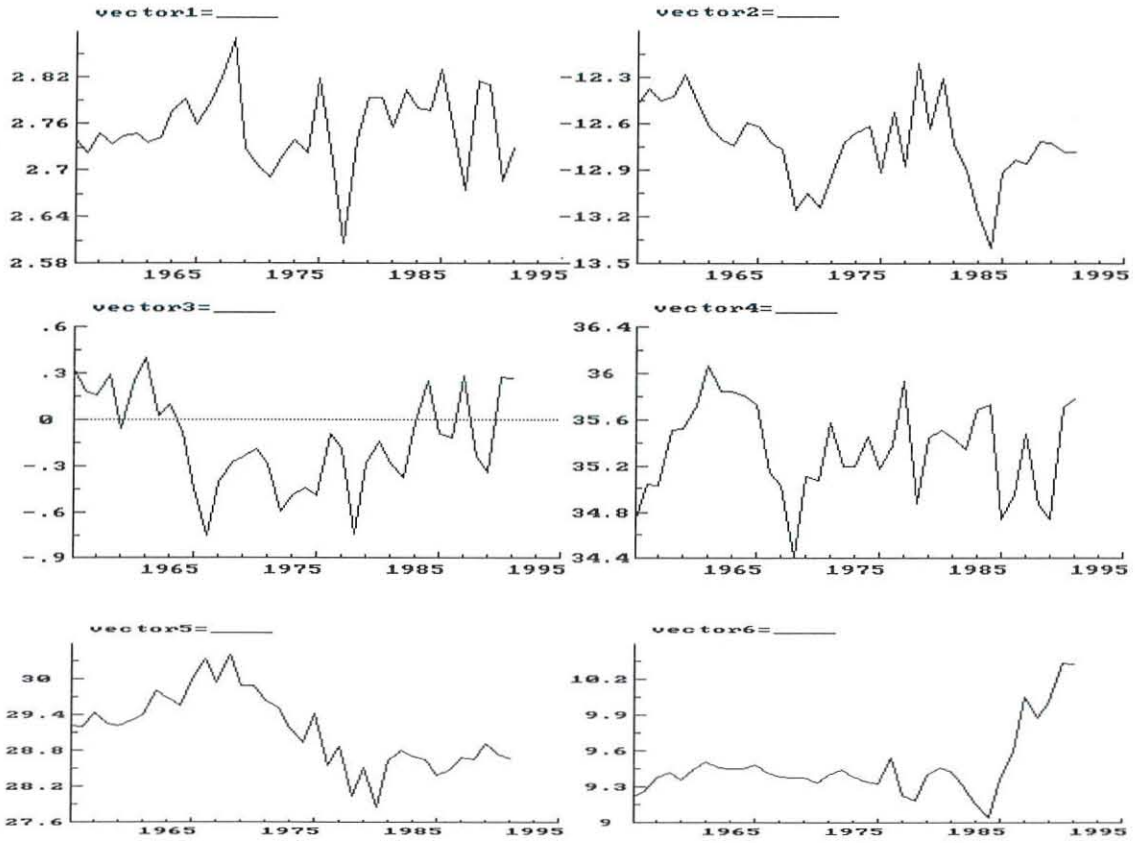 vector1=_____
2.82
2.76
2.7
2.64
2.58
1965 1975 1985 1995
vector2=_____
-12.3
-12.6
-12.9
-13.2
-13.5
1965 1975 1985 1995
vector3=_____
.6
.3
0
-.3
-.6
-.9
1965 1975 1985 1995
vector4=_____
36.4
36
35.6
35.2
34.8
34.4
1965 1975 1985 1995
vector5=_____
30
29.4
28.8
28.2
27.6
1965 1975 1985 1995
vector6=_____
10.2
9.9
9.6
9.3
9
1965 1975 1985 1995